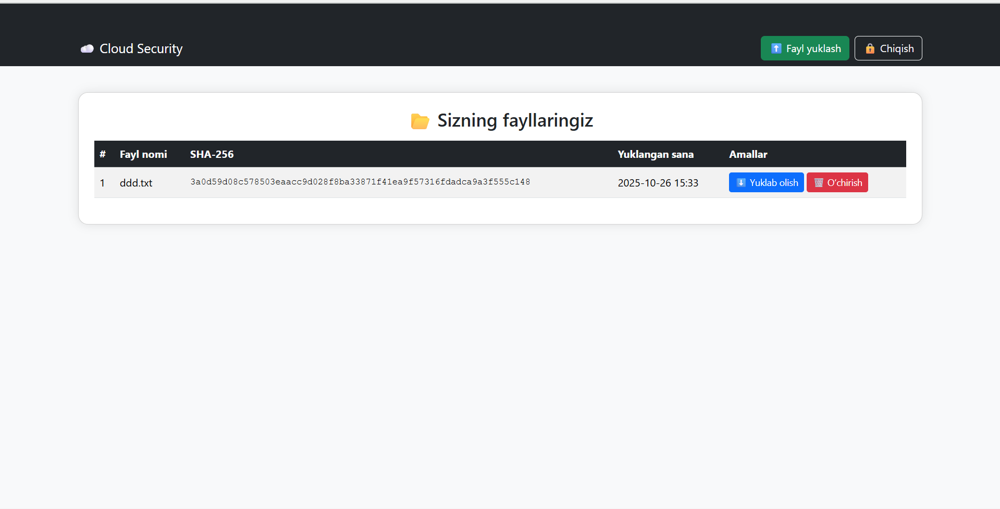 Cloud Security
Fayl yuklash
Chiqish
Sizning fayllaringiz
# Fayl nomi SHA-256 Yuklangan sana Amallar
1 ddd.txt 3a0d59d08c578503eaacc9d028f8ba33871f41ea9f57316fdadca9a3f555c148 2025-10-26 15:33 Yuklab olish O‘chirish